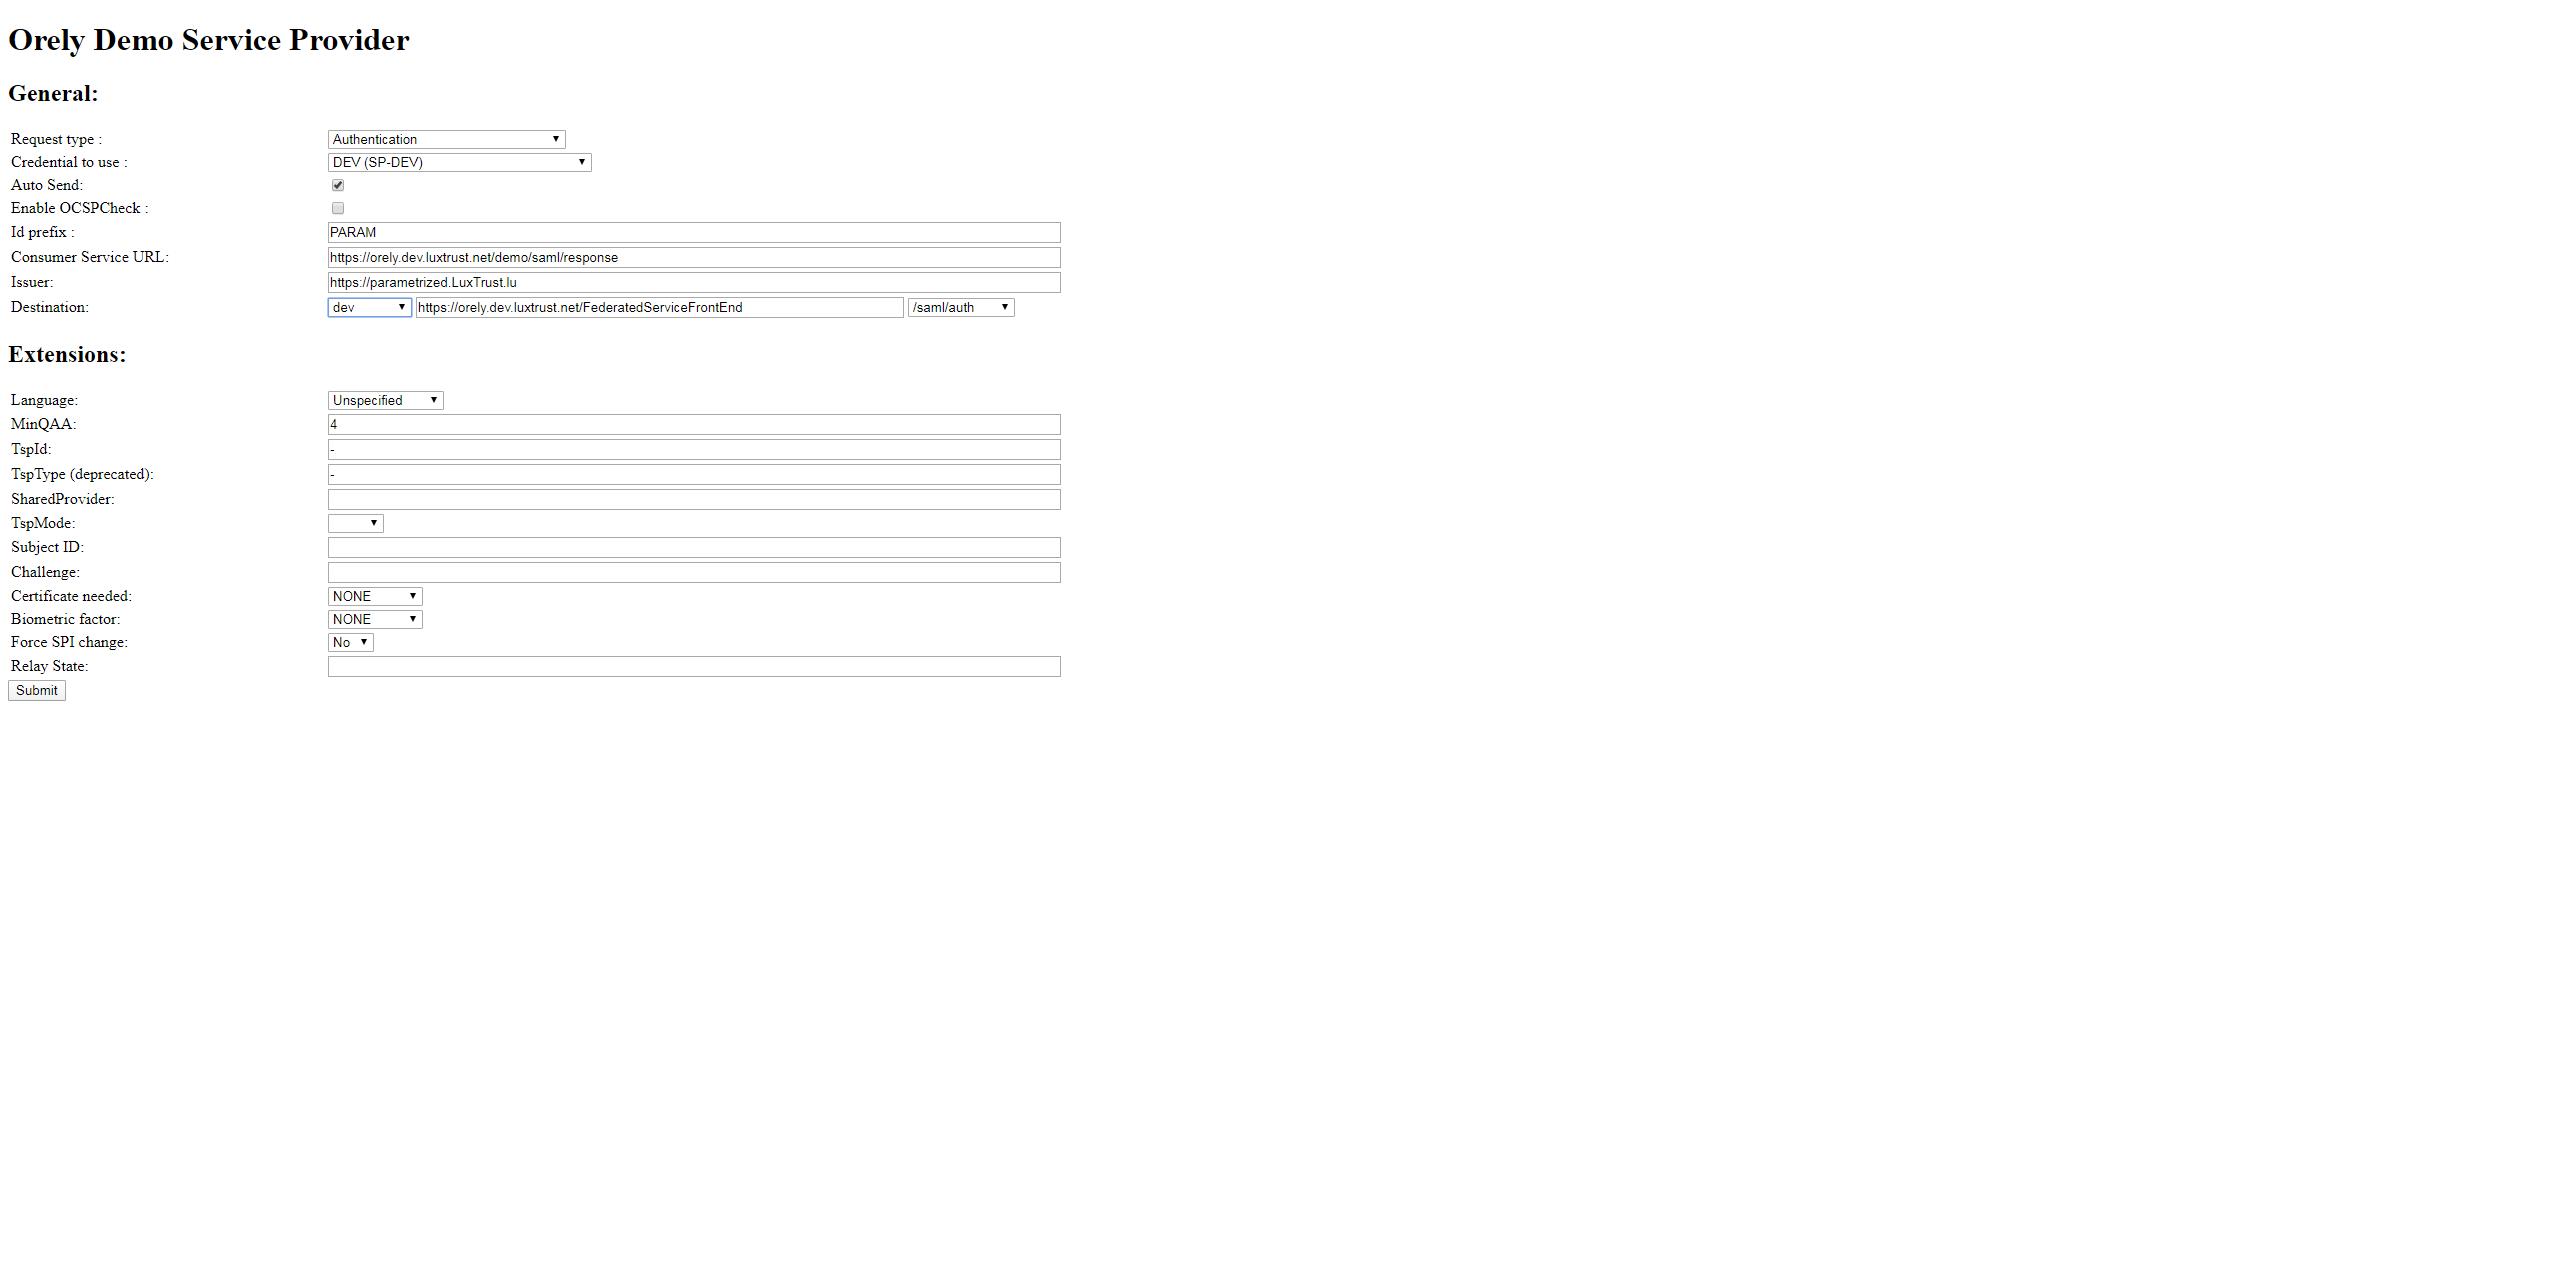 Orely Demo Service Provider
General:
Request type : Authentication
Credential to use : DEV (SP-DEV)
Auto Send:
Enable OCSPCheck :
Id prefix : PARAM
Consumer Service URL: https://orely.dev.luxtrust.net/demo/saml/response
Issuer: https://parametrized.LuxTrust.lu
Destination: dev https://orely.dev.luxtrust.net/FederatedServiceFrontEnd /saml/auth
Extensions:
Language: Unspecified
MinQAA: 4
TspId: -
TspType (deprecated): -
SharedProvider:
TspMode:
Subject ID:
Challenge:
Certificate needed: NONE
Biometric factor: NONE
Force SPI change: No
Relay State:
Submit